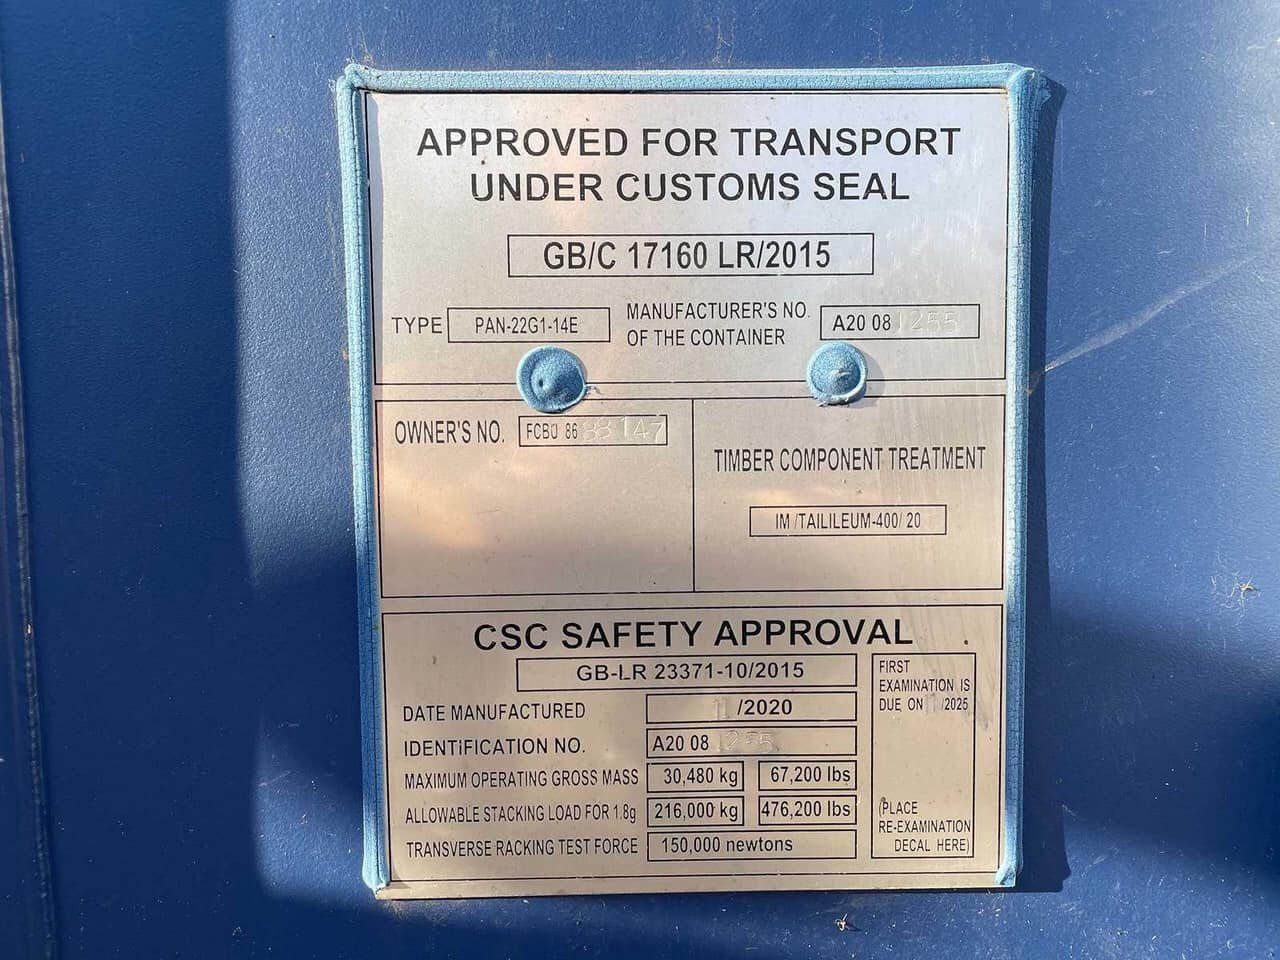 APPROVED FOR TRANSPORT
UNDER CUSTOMS SEAL
GB/C 17160 LR/2015
TYPE PAN-22G1-14E
MANUFACTURER'S NO.
OF THE CONTAINER
A20 08 1255
OWNER'S NO. FCBU 86 88147
TIMBER COMPONENT TREATMENT
IM /TAILILEUM-400/ 20
CSC SAFETY APPROVAL
GB-LR 23371-10/2015
DATE MANUFACTURED 11 /2020
IDENTIFICATION NO. A20 08 1255
MAXIMUM OPERATING GROSS MASS 30,480 kg 67,200 lbs
ALLOWABLE STACKING LOAD FOR 1.8g 216,000 kg 476,200 lbs
TRANSVERSE RACKING TEST FORCE 150,000 newtons
FIRST
EXAMINATION IS
DUE ON 11 /2025
(PLACE
RE-EXAMINATION
DECAL HERE)